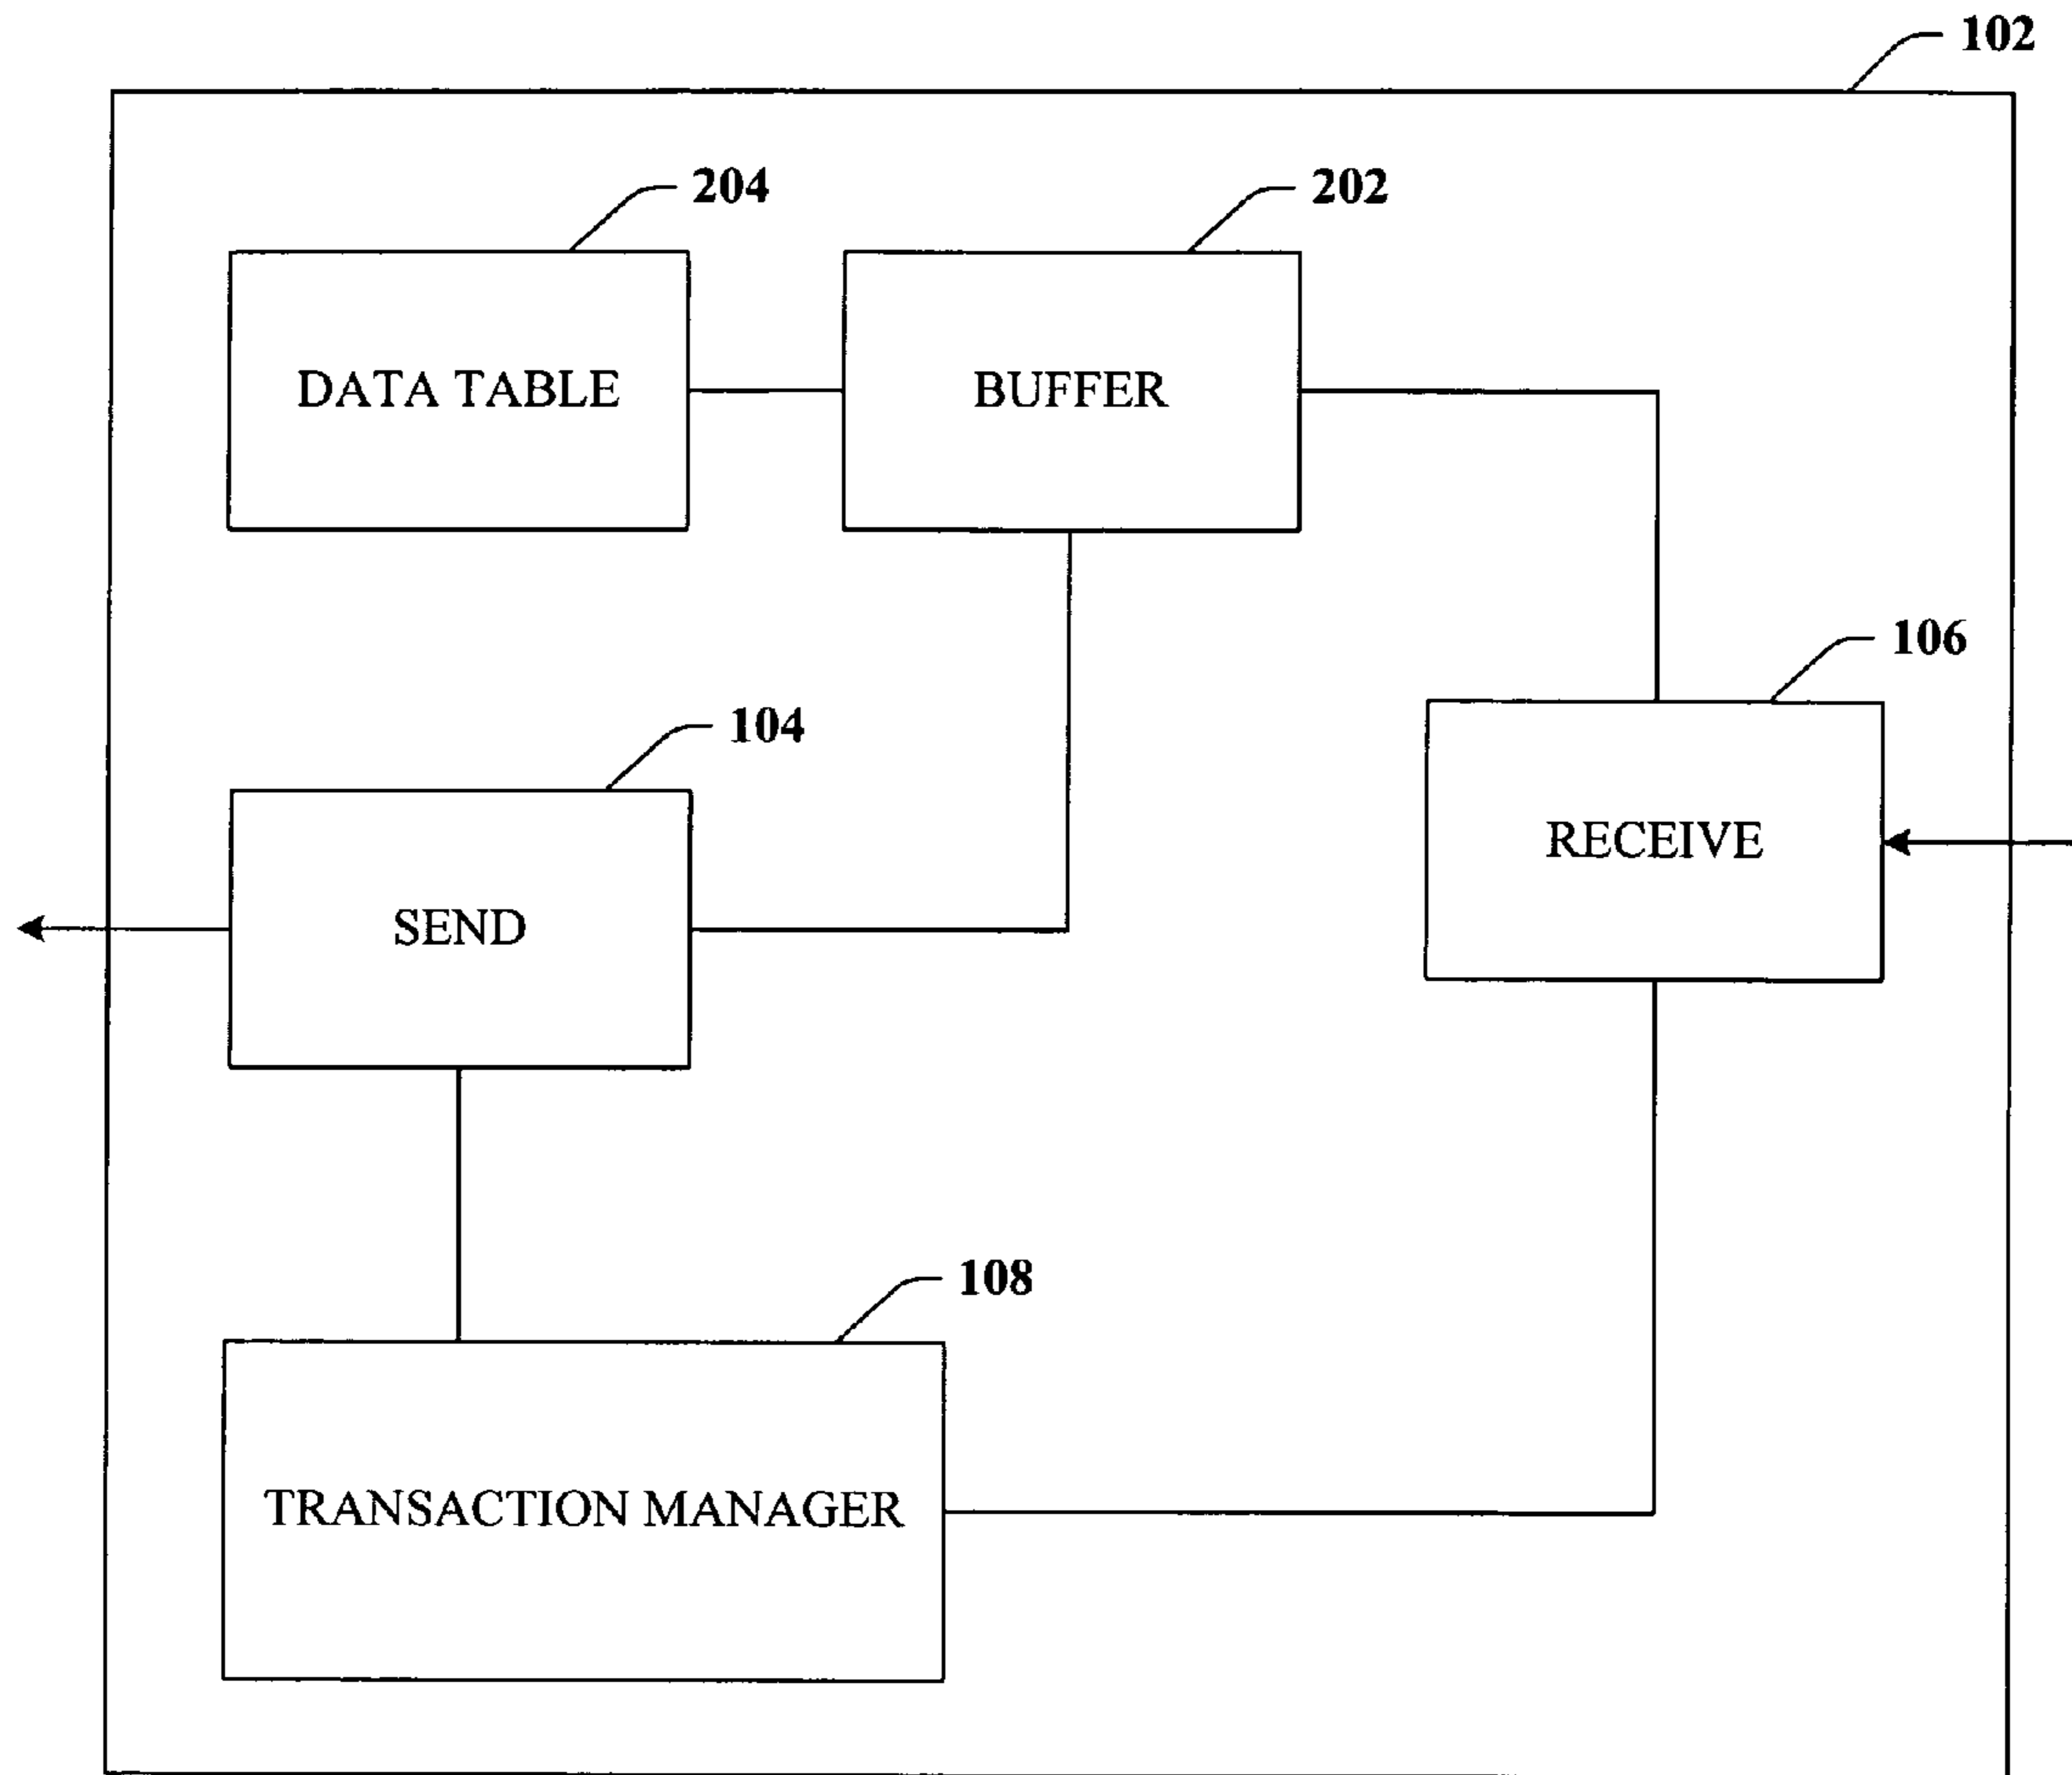 102
204
202
DATA TABLE
BUFFER
106
104
RECEIVE
SEND
108
TRANSACTION MANAGER